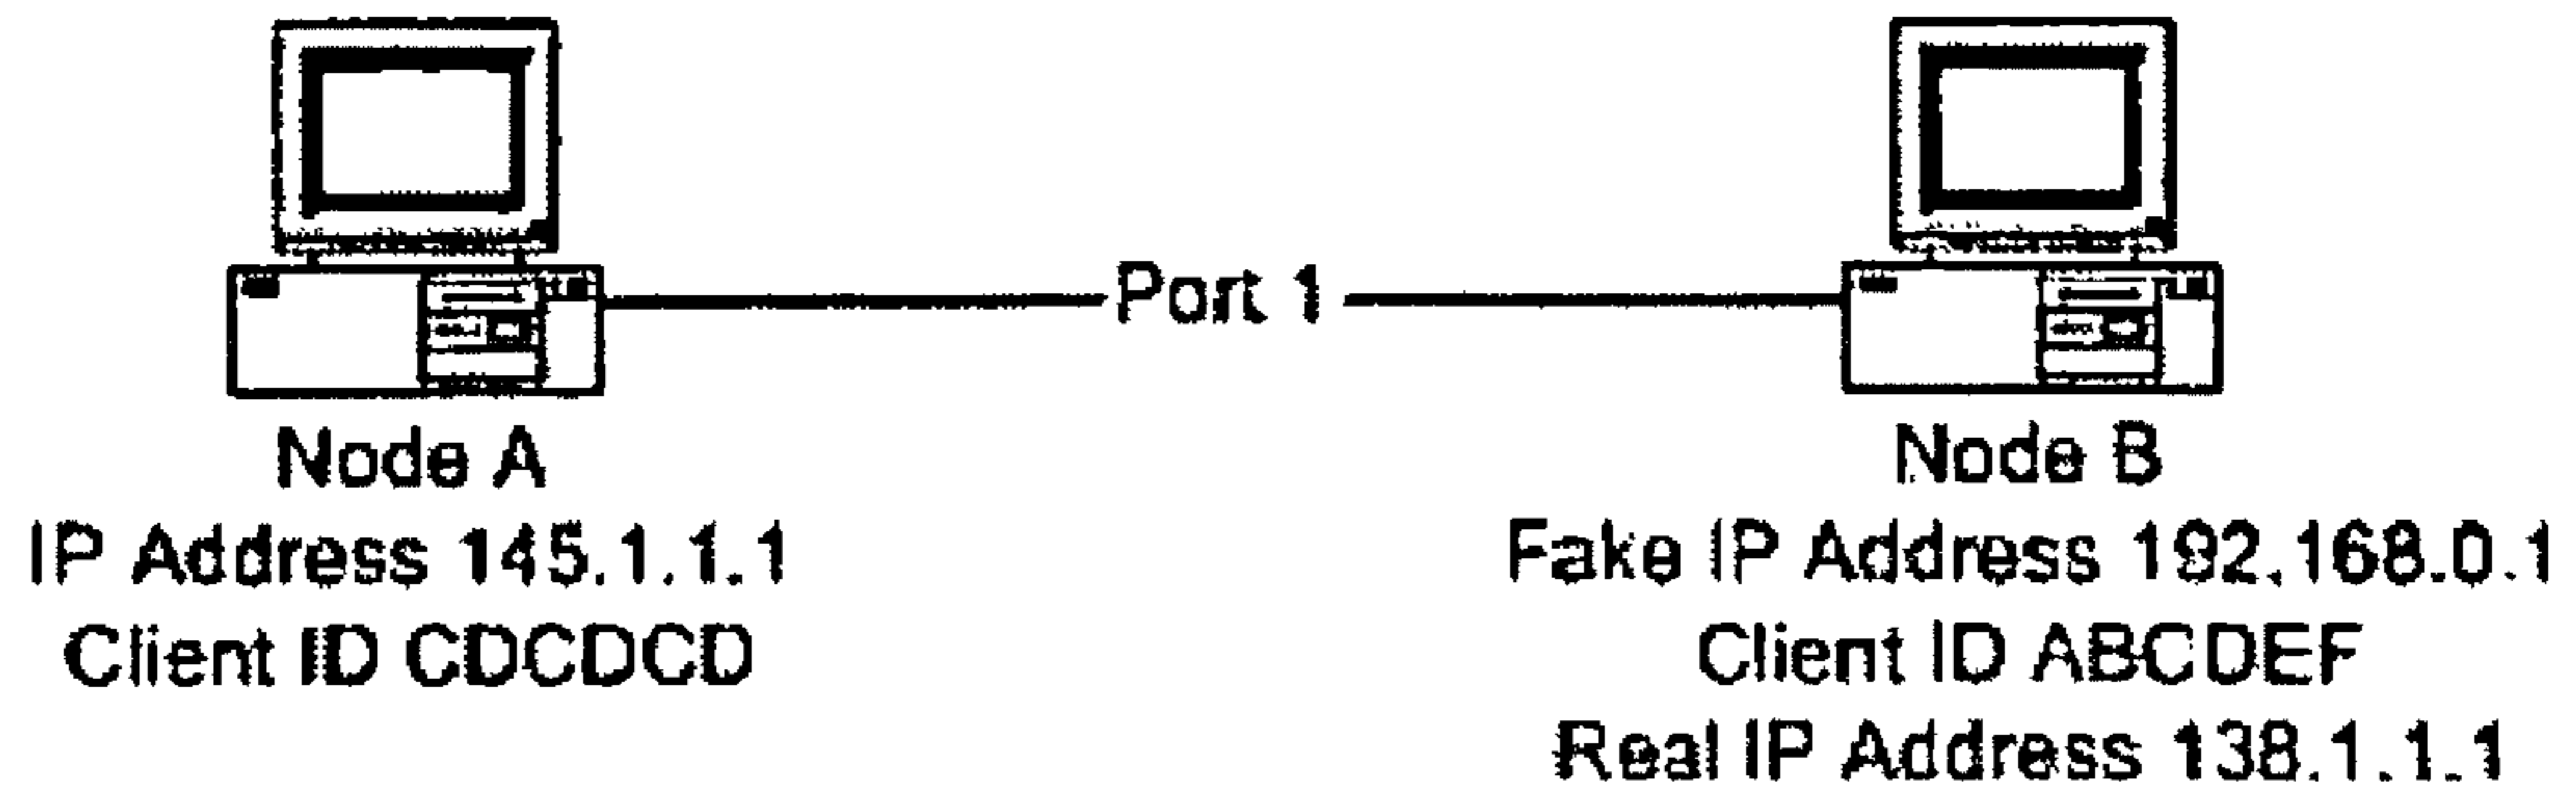 Port 1
Node A
IP Address 145.1.1.1
Client ID CDCDCD
Node B
Fake IP Address 192.168.0.1
Client ID ABCDEF
Real IP Address 138.1.1.1